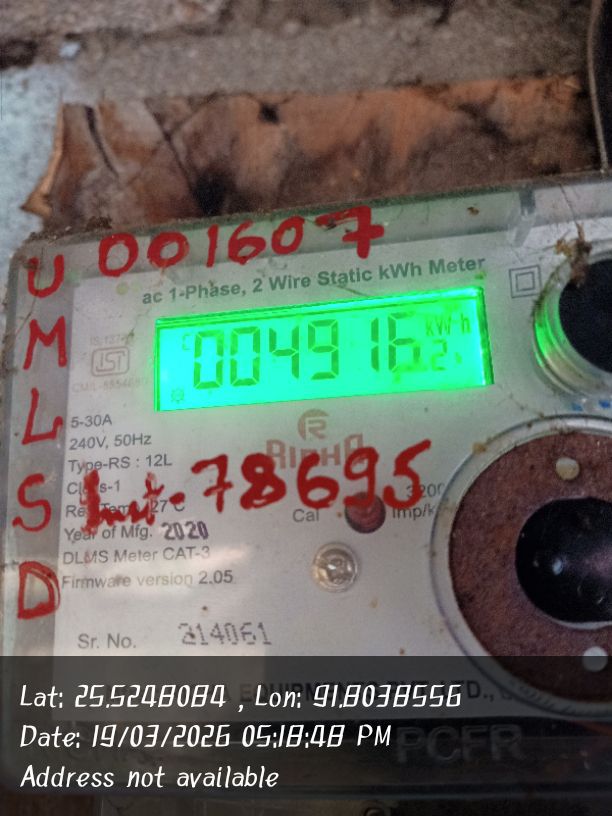 U 001607
M
L
S
D
ac 1-Phase, 2 Wire Static kWh Meter
C 004916 kWh
2
5-30A
240V, 50Hz
Type-RS : 12L
Year of Mfg. 2020
DLMS Meter CAT-3
Firmware version 2.05
78695
Cal
Sr. No. 214061
Lat: 25.5248084 , Lon: 91.8038556
Date: 19/03/2026 05:18:48 PM
Address not available